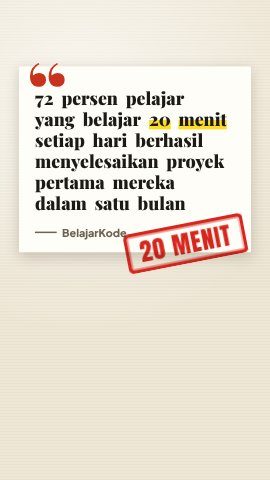 72 persen pelajar
yang belajar 20 menit
setiap hari berhasil
menyelesaikan proyek
pertama mereka
dalam satu bulan
— BelajarKode
20 MENIT